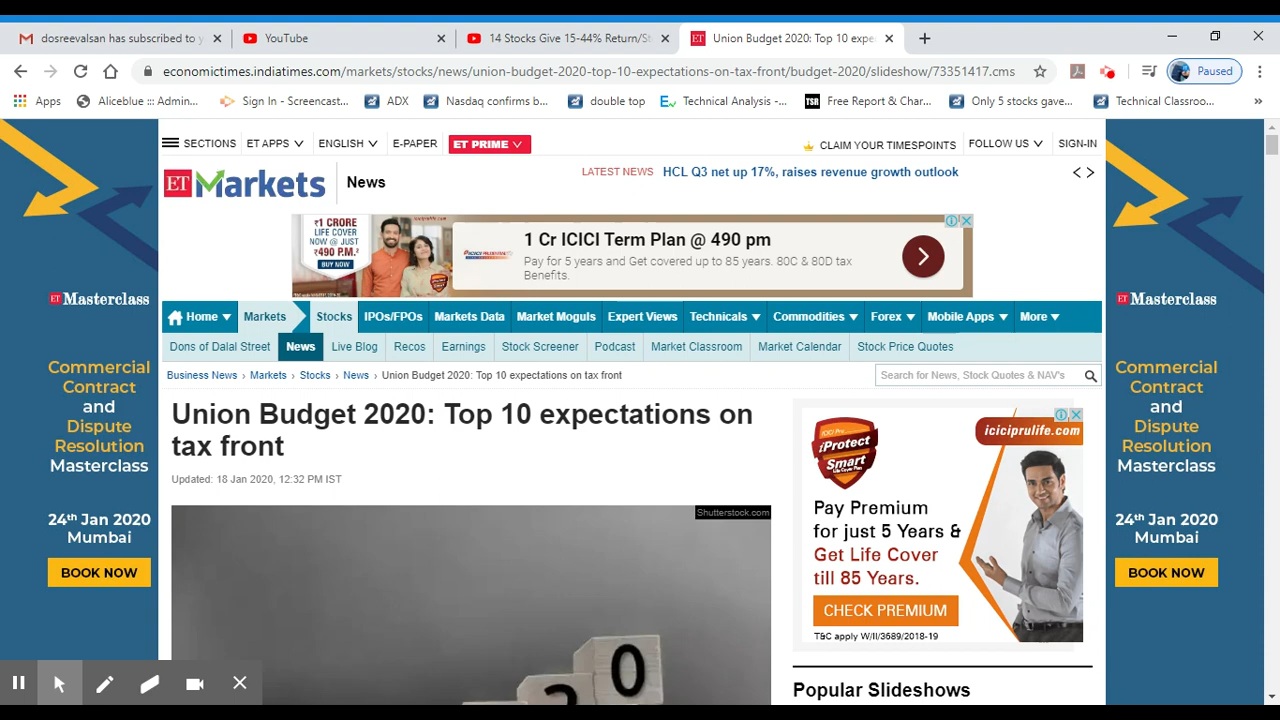 dosreevalsan has subscribed to
YouTube
14 Stocks Give 15-44% Return/
ET
Union Budget 2020: Top 10 expe
economictimes.indiatimes.com/markets/stocks/news/union-budget-2020-top-10-expectations-on-tax-front/budget-2020/slideshow/73351417.cms
Paused
Apps
Aliceblue ::: Admin...
Sign In - Screencast...
ADX
Nasdaq confirms b...
double top
Technical Analysis -...
TSR
Free Report & Char...
Only 5 stocks gave...
Technical Classroo...
»
SECTIONS
ET APPS
ENGLISH
E-PAPER
ET PRIME
CLAIM YOUR TIMESPOINTS
FOLLOW US
SIGN-IN
ET Markets
News
LATEST NEWS
HCL Q3 net up 17%, raises revenue growth outlook
₹1 CRORE
LIFE COVER
NOW @ JUST
₹490 P.M.
BUY NOW
1 Cr ICICI Term Plan @ 490 pm
Pay for 5 years and Get covered up to 85 years. 80C & 80D tax
Benefits.
Home
Markets
Stocks
IPOs/FPOs
Markets Data
Market Moguls
Expert Views
Technicals
Commodities
Forex
Mobile Apps
More
Dons of Dalal Street
News
Live Blog
Recos
Earnings
Stock Screener
Podcast
Market Classroom
Market Calendar
Stock Price Quotes
Business News › Markets › Stocks › News › Union Budget 2020: Top 10 expectations on tax front
Search for News, Stock Quotes & NAV's
Union Budget 2020: Top 10 expectations on
tax front
Updated: 18 Jan 2020, 12:32 PM IST
Shutterstock.com
20
ET Masterclass
Commercial
Contract
and
Dispute
Resolution
Masterclass
24th Jan 2020
Mumbai
BOOK NOW
iProtect
Smart
iciciprulife.com
Pay Premium
for just 5 Years &
Get Life Cover
till 85 Years.
CHECK PREMIUM
T&C apply W/II/3689/2018-19
Popular Slideshows
ET Masterclass
Commercial
Contract
and
Dispute
Resolution
Masterclass
24th Jan 2020
Mumbai
BOOK NOW